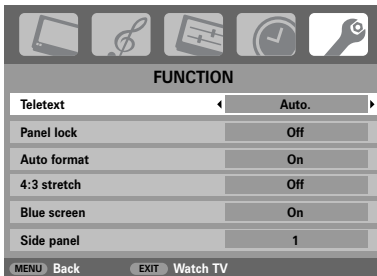 FUNCTION
Teletext Auto.
Panel lock Off
Auto format On
4:3 stretch Off
Blue screen On
Side panel 1
MENU Back EXIT Watch TV